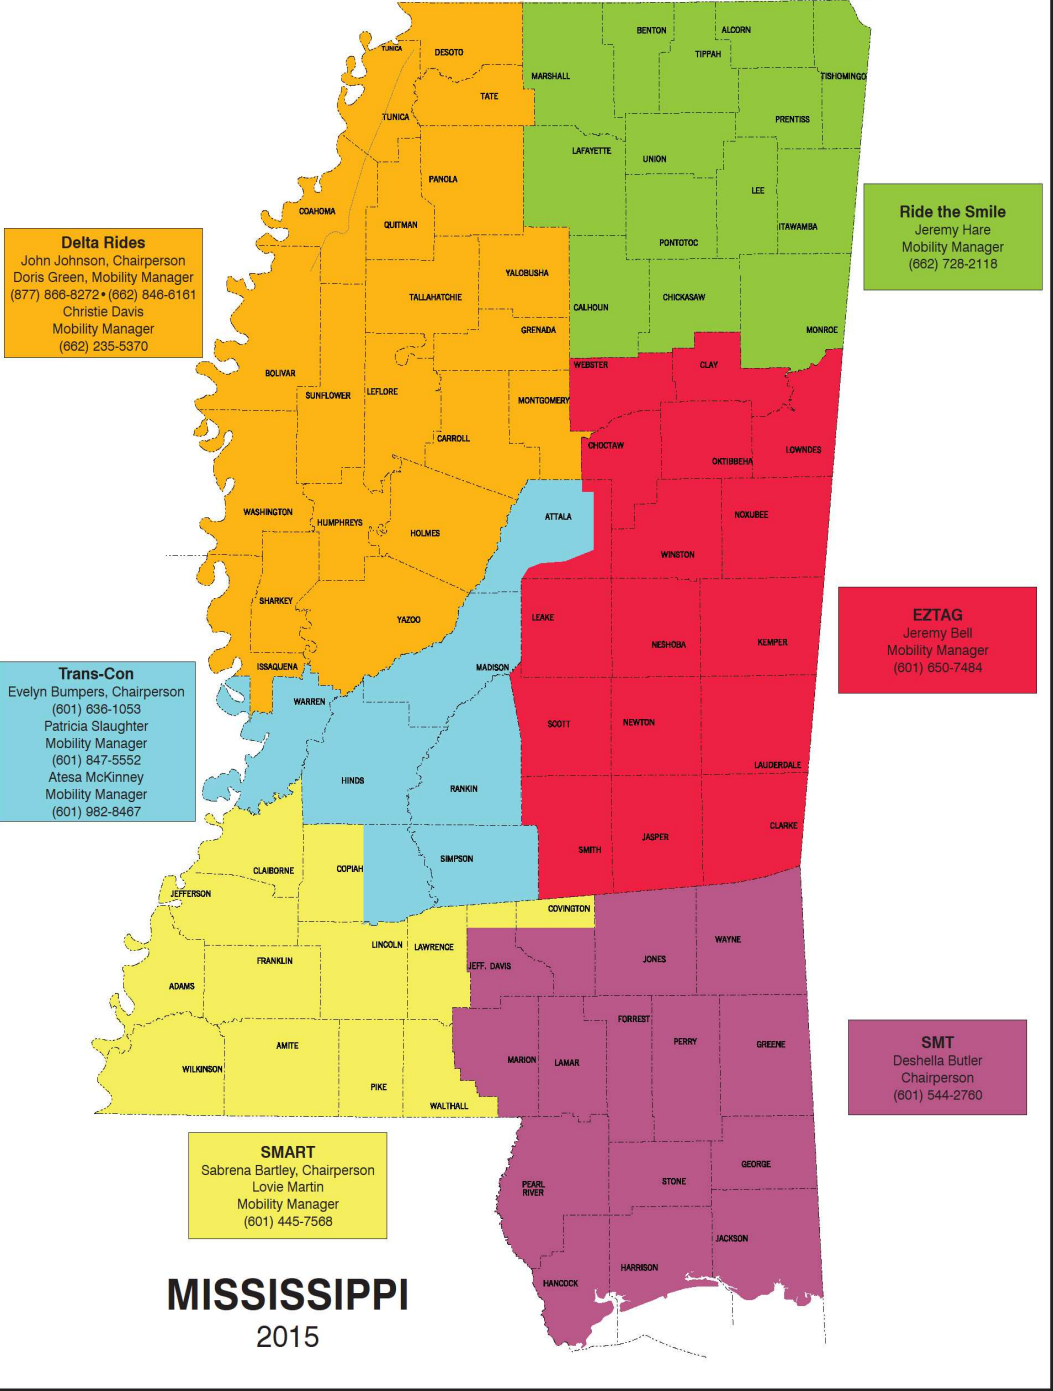 BENTON
ALCORN
TUNICA
DESOTO
TIPPAH
MARSHALL
TISHOMINGO
TATE
TUNICA
PRENTISS
LAFAYETTE
UNION
PANOLA
LEE
COAHOMA
QUITMAN
ITAWAMBA
PONTOTOC
YALOBUSHA
TALLAHATCHIE
CHICKASAW
CALHOUN
GRENADA
MONROE
WEBSTER
CLAY
BOLIVAR
SUNFLOWER
LEFLORE
MONTGOMERY
CARROLL
CHOCTAW
LOWNDES
OKTIBBEHA
WASHINGTON
HUMPHREYS
ATTALA
NOXUBEE
HOLMES
WINSTON
SHARKEY
YAZOO
LEAKE
NESHOBA
KEMPER
ISSAQUENA
MADISON
WARREN
SCOTT
NEWTON
LAUDERDALE
HINDS
RANKIN
CLARKE
JASPER
SMITH
SIMPSON
COPIAH
CLAIBORNE
JEFFERSON
COVINGTON
LINCOLN
LAWRENCE
WAYNE
FRANKLIN
JONES
JEFF. DAVIS
ADAMS
FORREST
PERRY
GREENE
AMITE
MARION
LAMAR
WILKINSON
PIKE
WALTHALL
GEORGE
STONE
PEARL
RIVER
JACKSON
HARRISON
HANCOCK
Delta Rides
John Johnson, Chairperson
Doris Green, Mobility Manager
(877) 866-8272•(662) 846-6161
Christie Davis
Mobility Manager
(662) 235-5370
Ride the Smile
Jeremy Hare
Mobility Manager
(662) 728-2118
EZTAG
Jeremy Bell
Mobility Manager
(601) 650-7484
Trans-Con
Evelyn Bumpers, Chairperson
(601) 636-1053
Patricia Slaughter
Mobility Manager
(601) 847-5552
Atesa McKinney
Mobility Manager
(601) 982-8467
SMT
Deshella Butler
Chairperson
(601) 544-2760
SMART
Sabrena Bartley, Chairperson
Lovie Martin
Mobility Manager
(601) 445-7568
MISSISSIPPI
2015